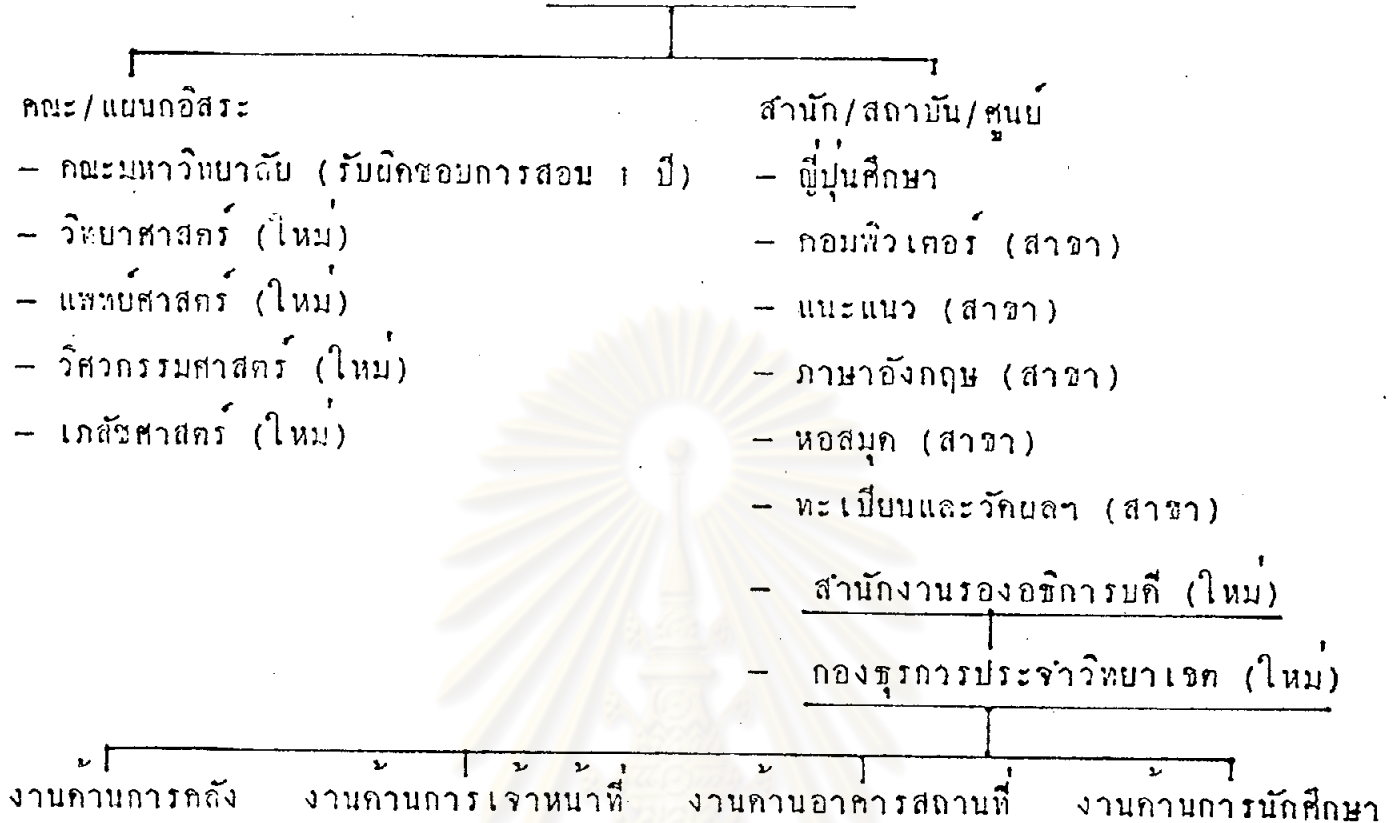 คณะ/แผนกอิสระ
- คณะมหาวิทยาลัย (รับผิดชอบการสอน 1 ปี)
- วิทยาศาสตร์ (ใหม่)
- แพทย์ศาสตร์ (ใหม่)
- วิศวกรรมศาสตร์ (ใหม่)
- เภสัชศาสตร์ (ใหม่)
สำนัก/สถาบัน/ศูนย์
- ญี่ปุ่นศึกษา
- คอมพิวเตอร์ (สาขา)
- แนะแนว (สาขา)
- ภาษาอังกฤษ (สาขา)
- หอสมุด (สาขา)
- ทะเบียนและวัดผลฯ (สาขา)
- สำนักงานรองอธิการบดี (ใหม่)
- กองธุรการประจำวิทยาเขต (ใหม่)
งานด้านการคลัง งานด้านการเจ้าหน้าที่ งานด้านอาคารสถานที่ งานด้านการนักศึกษา